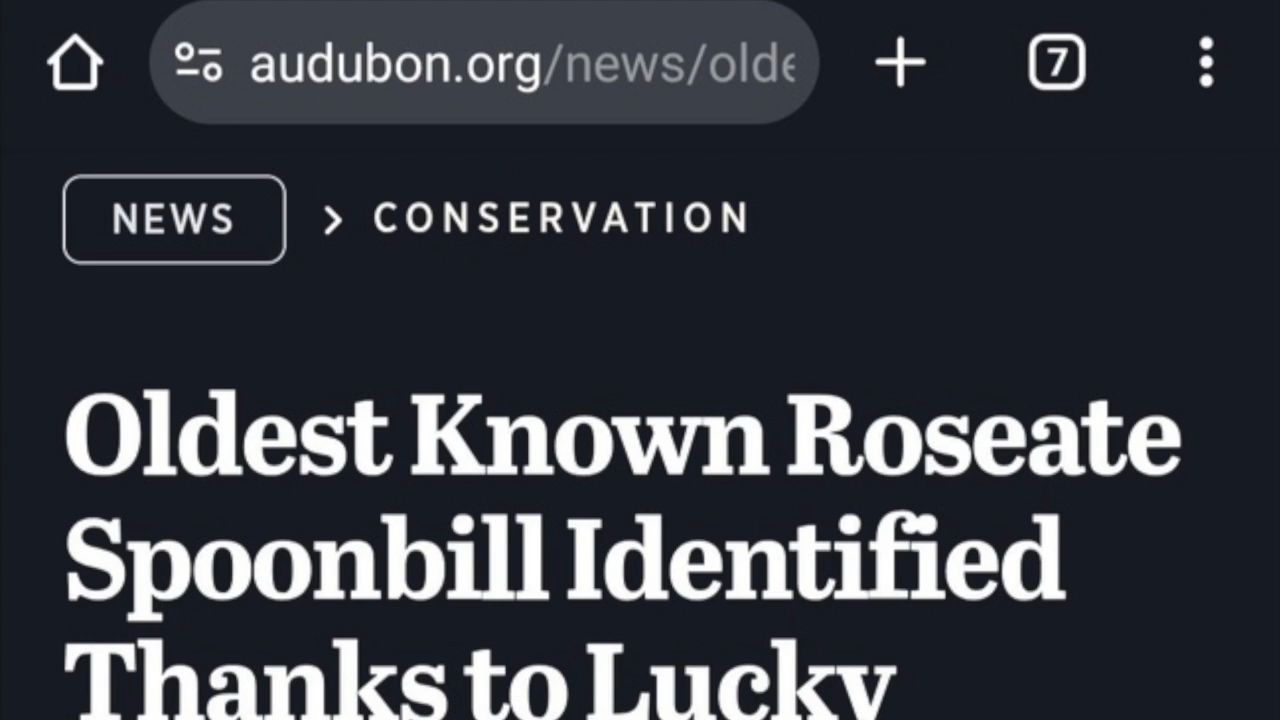 audubon.org/news/olde
7
NEWS > CONSERVATION
Oldest Known Roseate
Spoonbill Identified
Thanks to Lucky